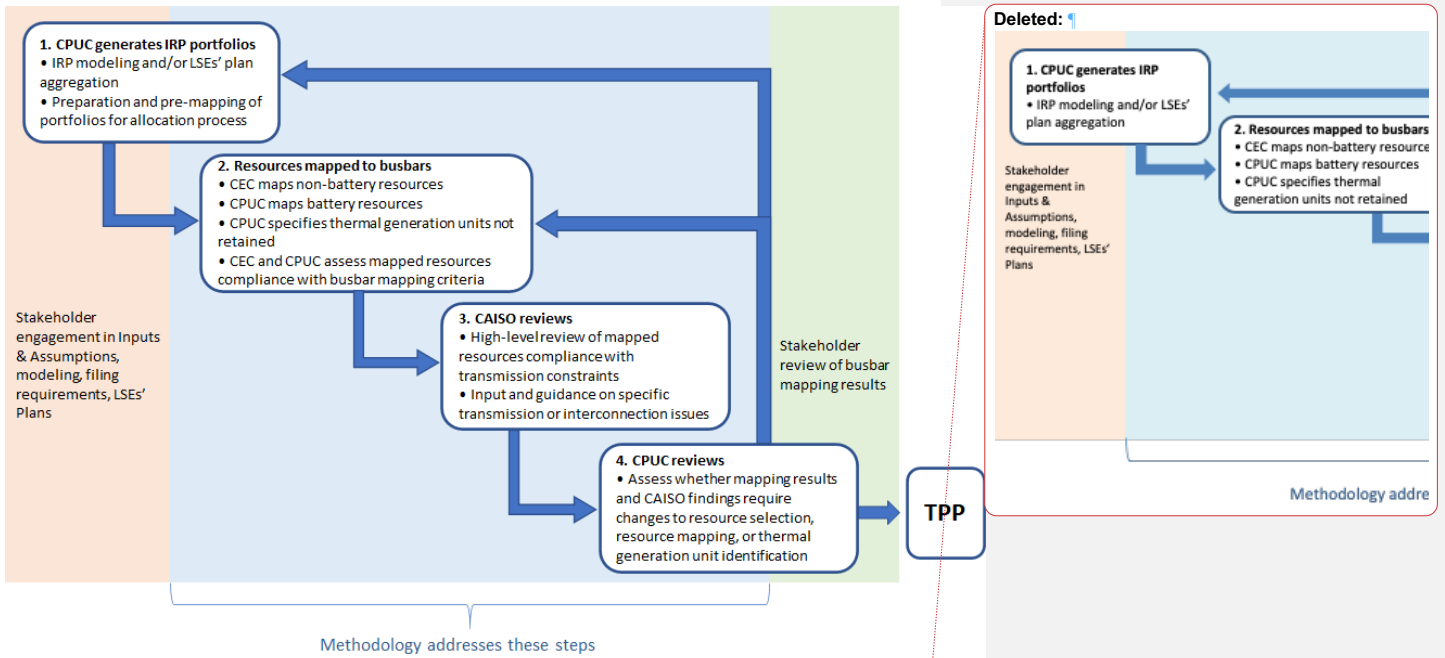 1. CPUC generates IRP portfolios
• IRP modeling and/or LSEs’ plan
aggregation
• Preparation and pre-mapping of
portfolios for allocation process
2. Resources mapped to busbars
• CEC maps non-battery resources
• CPUC maps battery resources
• CPUC specifies thermal generation units not
retained
• CEC and CPUC assess mapped resources
compliance with busbar mapping criteria
Stakeholder
engagement in Inputs
& Assumptions,
modeling, filing
requirements, LSEs’
Plans
3. CAISO reviews
• High-level review of mapped
resources compliance with
transmission constraints
• Input and guidance on specific
transmission or interconnection issues
Stakeholder
review of busbar
mapping results
4. CPUC reviews
• Assess whether mapping results
and CAISO findings require
changes to resource selection,
resource mapping, or thermal
generation unit identification
TPP
Methodology addresses these steps
Deleted: ¶
1. CPUC generates IRP
portfolios
• IRP modeling and/or LSEs’
plan aggregation
2. Resources mapped to busbars
• CEC maps non-battery resource
• CPUC maps battery resources
• CPUC specifies thermal
generation units not retained
Stakeholder
engagement in
Inputs &
Assumptions,
modeling, filing
requirements, LSEs’
Plans
Methodology addre